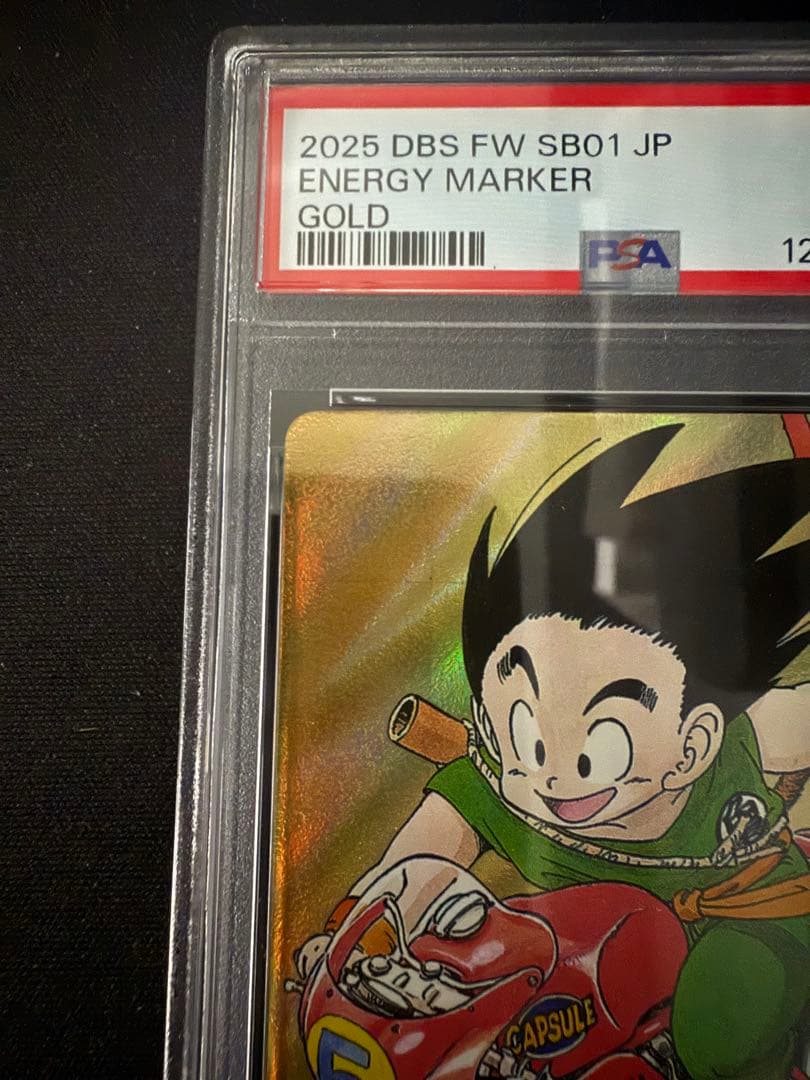 2025 DBS FW SB01 JP
ENERGY MARKER
GOLD
PSA
12
CAPSULE